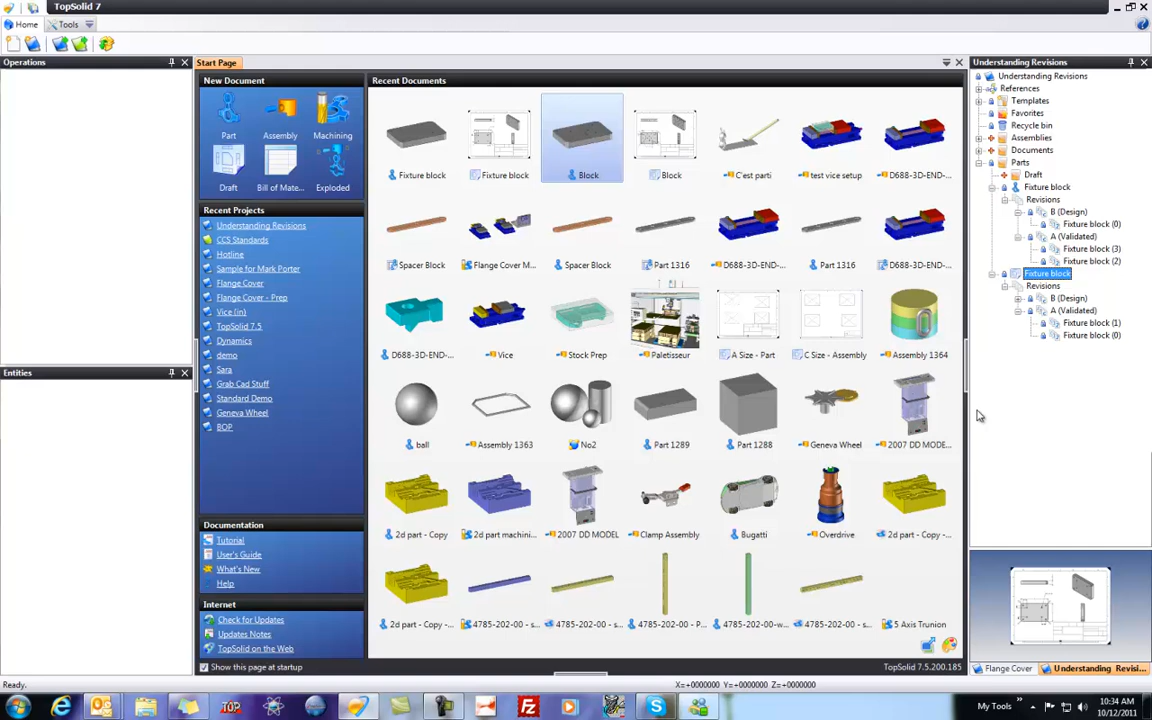 TopSolid 7
Home
Tools
Operations
Start Page
Understanding Revisions
New Document
Recent Documents
Understanding Revisions
References
Templates
Favorites
Recycle bin
Assemblies
Documents
Parts
Draft
Fixture block
Revisions
B (Design)
Fixture block (0)
A (Validated)
Fixture block (3)
Fixture block (2)
Fixture block
Revisions
B (Design)
A (Validated)
Fixture block (1)
Fixture block (0)
Part
Assembly
Machining
Draft
Bill of Mate...
Exploded
Recent Projects
Understanding Revisions
CCS Standards
Hotline
Sample for Mark Porter
Flange Cover
Flange Cover - Prep
Vice (in)
TopSolid 7.5
Dynamics
demo
Sara
Grab Cad Stuff
Standard Demo
Geneva Wheel
BOP
Fixture block
Fixture block
Block
Block
C'est parti
test vice setup
D688-3D-END-...
Spacer Block
Flange Cover M...
Spacer Block
Part 1316
D688-3D-END-...
Part 1316
D688-3D-END-...
D688-3D-END-...
Vice
Stock Prep
Paletisseur
A Size - Part
C Size - Assembly
Assembly 1364
Entities
ball
Assembly 1363
No2
Part 1289
Part 1288
Geneva Wheel
2007 DD MODE...
2d part - Copy
2d part machini...
2007 DD MODEL
Clamp Assembly
Bugatti
Overdrive
2d part - Copy -...
2d part - Copy -...
4785-202-00 - s...
4785-202-00 - s...
4785-202-00 - P...
4785-202-00-w...
4785-202-00 - s...
5 Axis Trunion
Documentation
Tutorial
User's Guide
What's New
Help
Internet
Check for Updates
Updates Notes
TopSolid on the Web
Show this page at startup
TopSolid 7.5.200.185
Flange Cover
Understanding Revisi...
Ready.
X=+0000000 Y=+0000000 Z=+0000000
My Tools
10:34 AM
10/12/2011